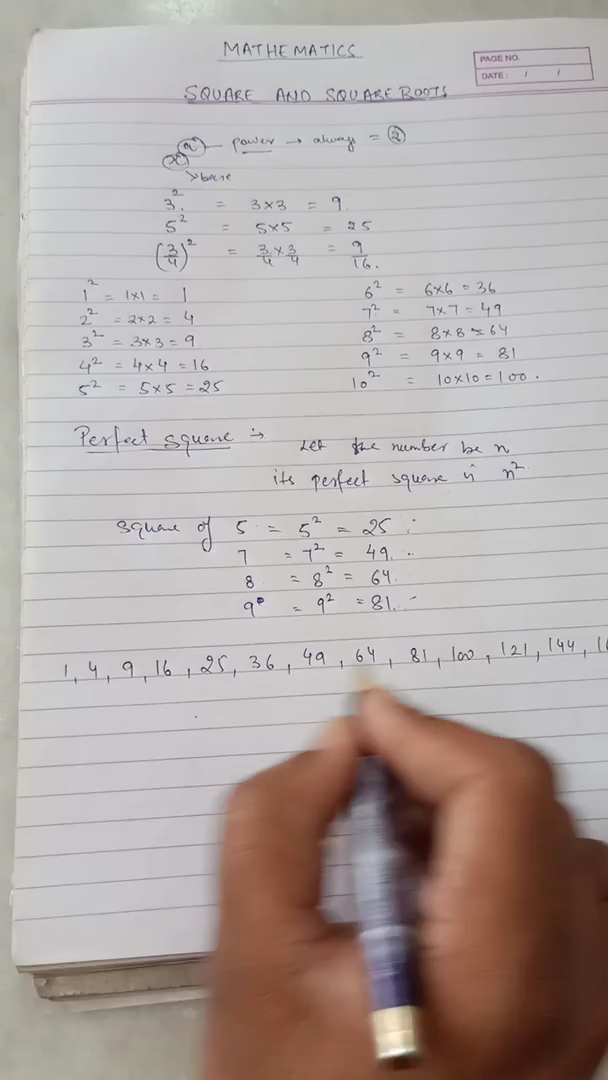 MATHEMATICS
PAGE NO.
DATE : / /
SQUARE AND SQUARE ROOTS
power → always = 2
base
3² = 3×3 = 9
5² = 5×5 = 25
(3/4)² = 3/4 × 3/4 = 9/16.
1² = 1×1 = 1
2² = 2×2 = 4
3² = 3×3 = 9
4² = 4×4 = 16
5² = 5×5 = 25
6² = 6×6 = 36
7² = 7×7 = 49
8² = 8×8 = 64
9² = 9×9 = 81
10² = 10×10 = 100.
Perfect square :→ Let the number be n
its perfect square is n²
square of 5 = 5² = 25
7 = 7² = 49
8 = 8² = 64
9 = 9² = 81
1, 4, 9, 16, 25, 36, 49, 64, 81, 100, 121, 144,